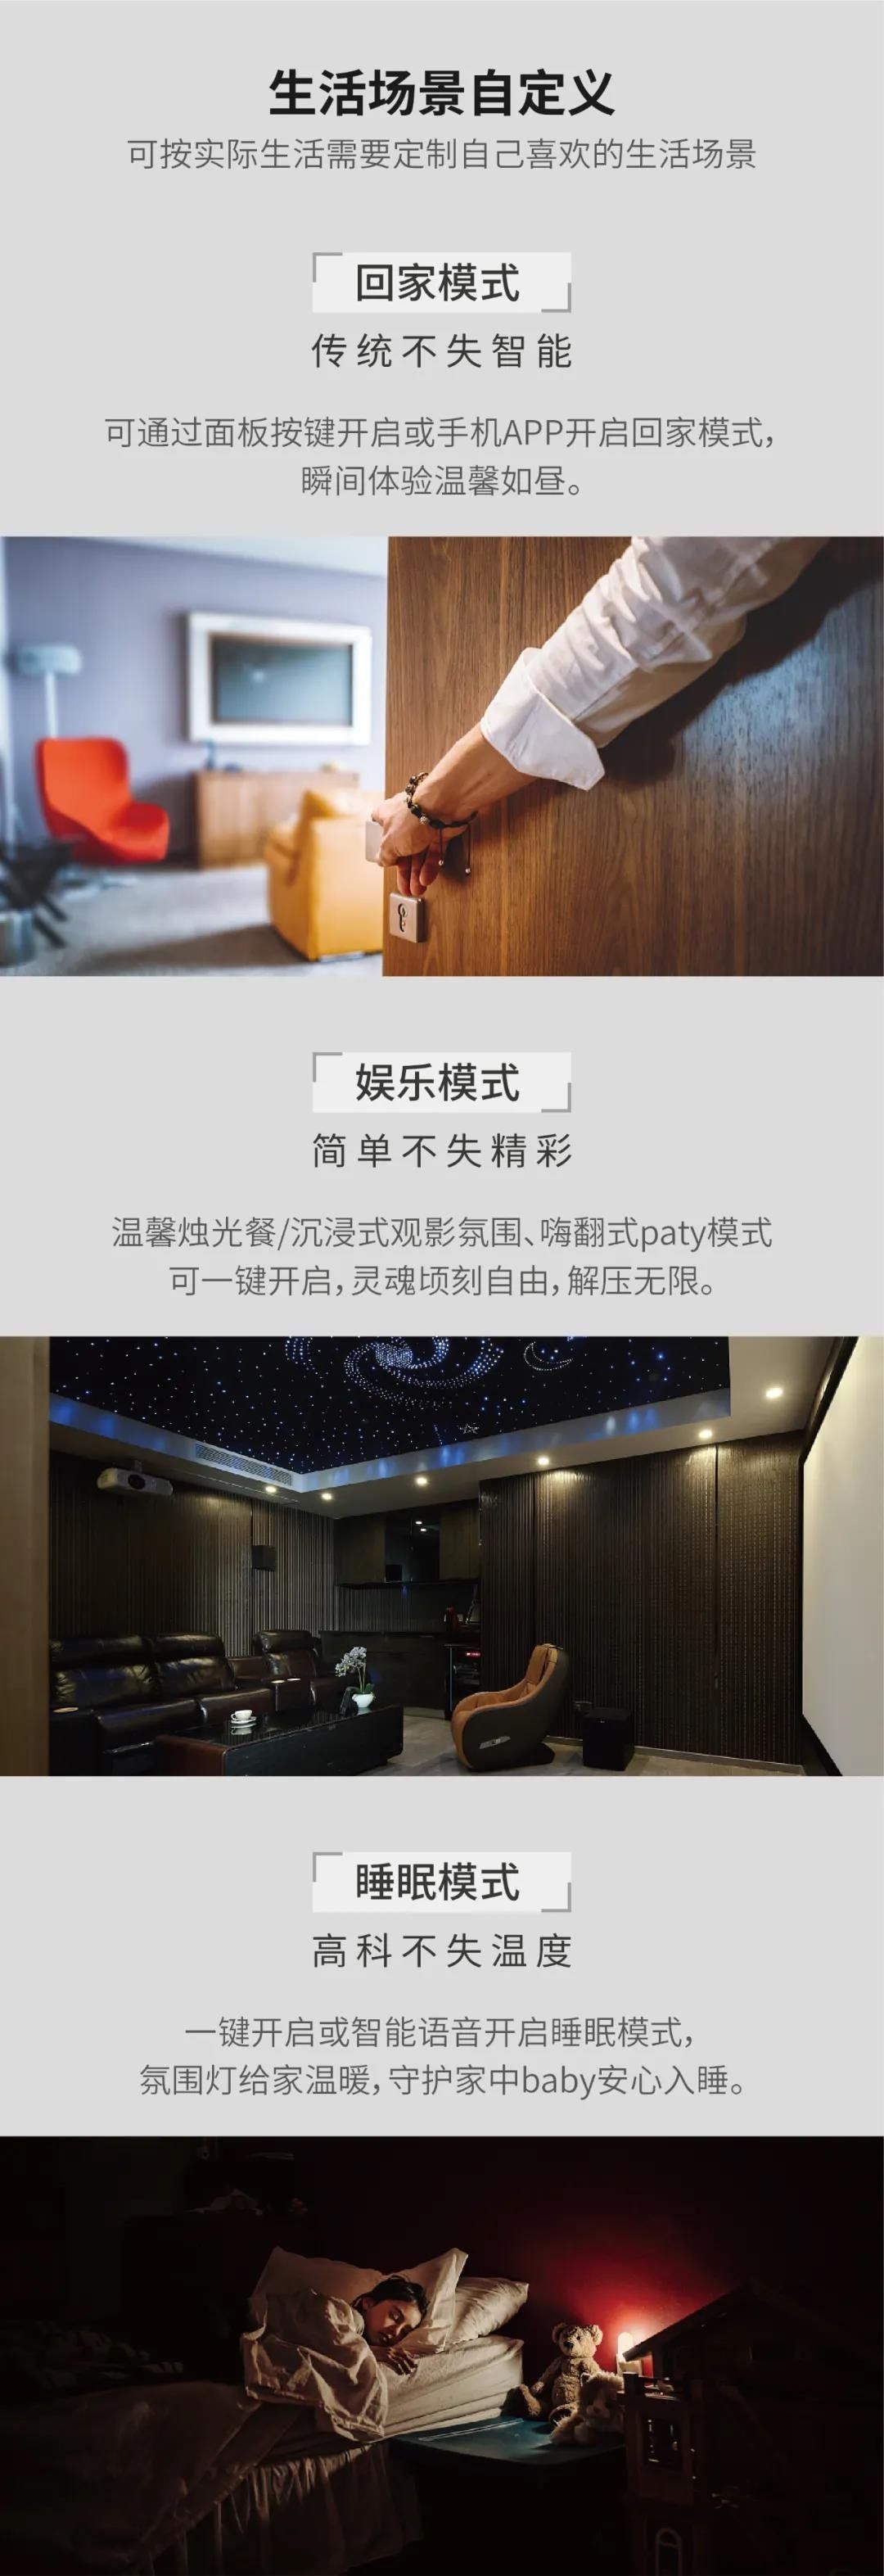 生活场景自定义
可按实际生活需要定制自己喜欢的生活场景
回家模式
传统不失智能
可通过面板按键开启或手机APP开启回家模式，
瞬间体验温馨如昼。
娱乐模式
简单不失精彩
温馨烛光餐/沉浸式观影氛围、嗨翻式paty模式
可一键开启，灵魂顷刻自由，解压无限。
睡眠模式
高科不失温度
一键开启或智能语音开启睡眠模式，
氛围灯给家温暖，守护家中baby安心入睡。